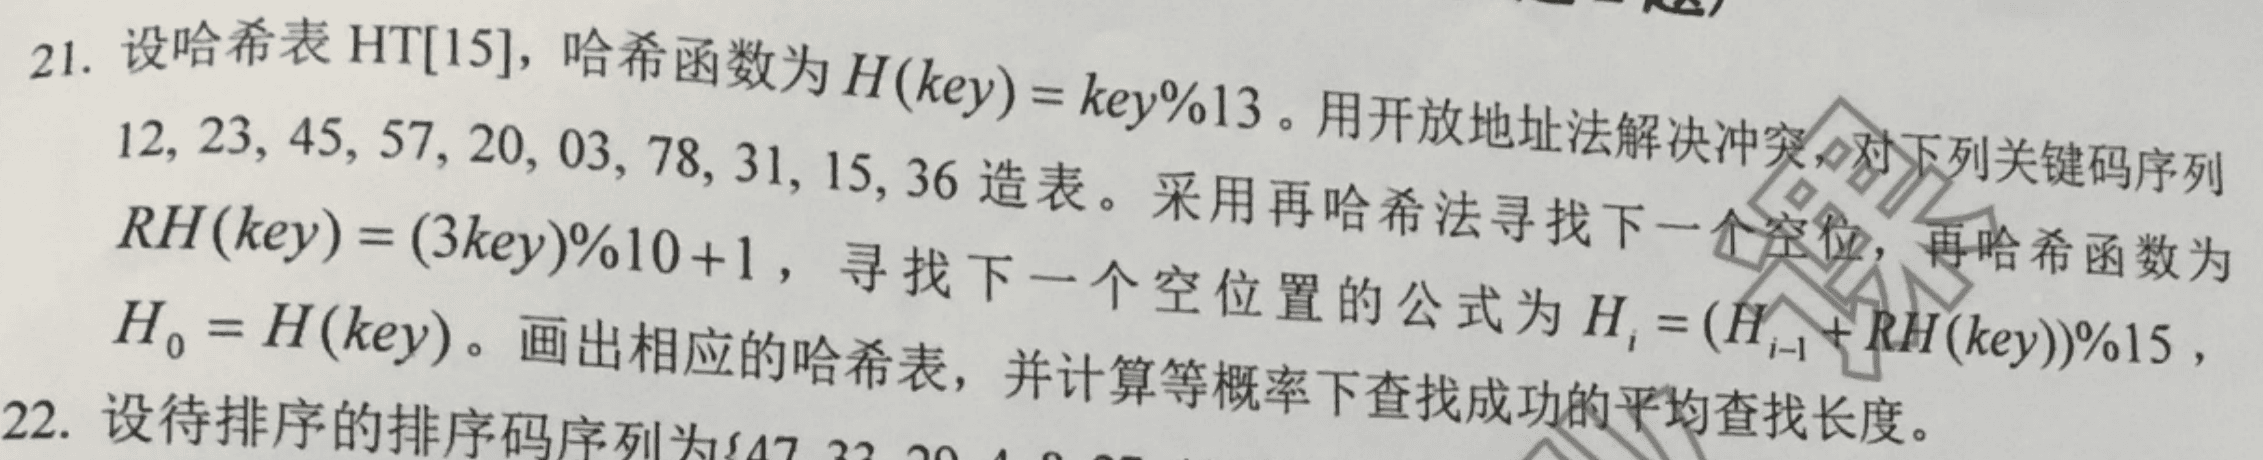 21. 设哈希表 HT[15]，哈希函数为 H(key) = key%13。用开放地址法解决冲突，对下列关键码序列
12, 23, 45, 57, 20, 03, 78, 31, 15, 36 造表。采用再哈希法寻找下一个空位，再哈希函数为
RH(key) = (3key)%10+1，寻找下一个空位置的公式为 H_i = (H_{i-1} + RH(key))%15，
H_0 = H(key)。画出相应的哈希表，并计算等概率下查找成功的平均查找长度。
22. 设待排序的排序码序列为{47, 33